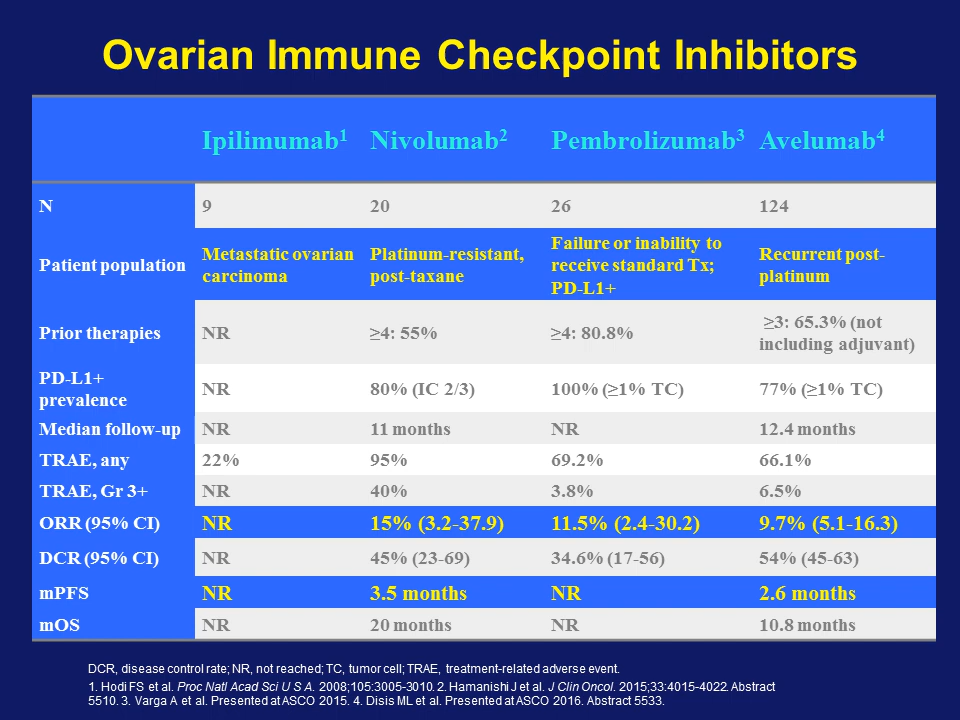 Ovarian Immune Checkpoint Inhibitors
Ipilimumab1 Nivolumab2 Pembrolizumab3 Avelumab4
N 9 20 26 124
Patient population Metastatic ovarian carcinoma Platinum-resistant, post-taxane Failure or inability to receive standard Tx; PD-L1+ Recurrent post-platinum
Prior therapies NR ≥4: 55% ≥4: 80.8% ≥3: 65.3% (not including adjuvant)
PD-L1+ prevalence NR 80% (IC 2/3) 100% (≥1% TC) 77% (≥1% TC)
Median follow-up NR 11 months NR 12.4 months
TRAE, any 22% 95% 69.2% 66.1%
TRAE, Gr 3+ NR 40% 3.8% 6.5%
ORR (95% CI) NR 15% (3.2-37.9) 11.5% (2.4-30.2) 9.7% (5.1-16.3)
DCR (95% CI) NR 45% (23-69) 34.6% (17-56) 54% (45-63)
mPFS NR 3.5 months NR 2.6 months
mOS NR 20 months NR 10.8 months
DCR, disease control rate; NR, not reached; TC, tumor cell; TRAE, treatment-related adverse event.
1. Hodi FS et al. Proc Natl Acad Sci U S A. 2008;105:3005-3010. 2. Hamanishi J et al. J Clin Oncol. 2015;33:4015-4022. Abstract
5510. 3. Varga A et al. Presented at ASCO 2015. 4. Disis ML et al. Presented at ASCO 2016. Abstract 5533.